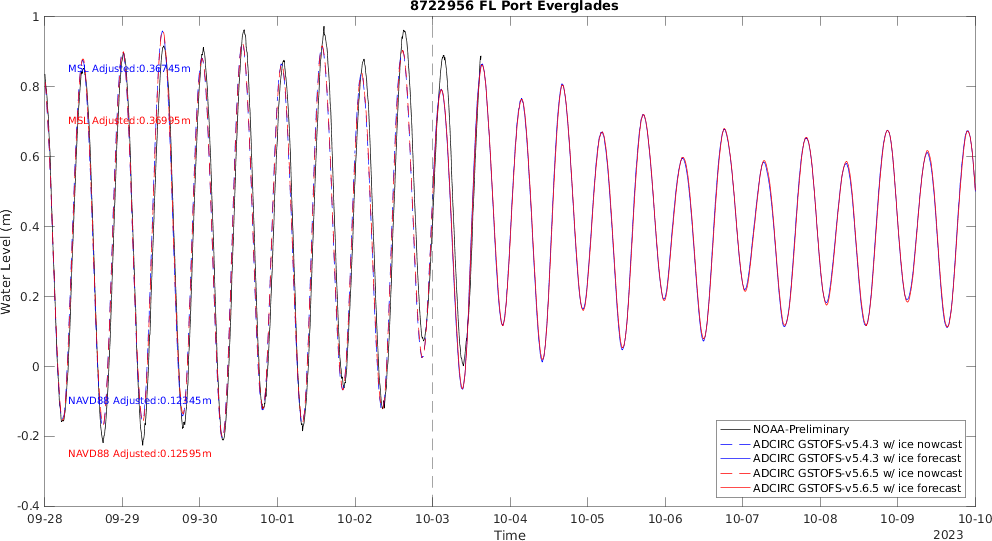 8722956 FL Port Everglades
1
0.8
0.6
0.4
0.2
0
-0.2
-0.4
Water Level (m)
MSL Adjusted:0.36745m
MSL Adjusted:0.36995m
NAVD88 Adjusted:0.12345m
NAVD88 Adjusted:0.12595m
NOAA-Preliminary
ADCIRC GSTOFS-v5.4.3 w/ ice nowcast
ADCIRC GSTOFS-v5.4.3 w/ ice forecast
ADCIRC GSTOFS-v5.6.5 w/ ice nowcast
ADCIRC GSTOFS-v5.6.5 w/ ice forecast
09-28 09-29 09-30 10-01 10-02 10-03 10-04 10-05 10-06 10-07 10-08 10-09 10-10
Time
2023